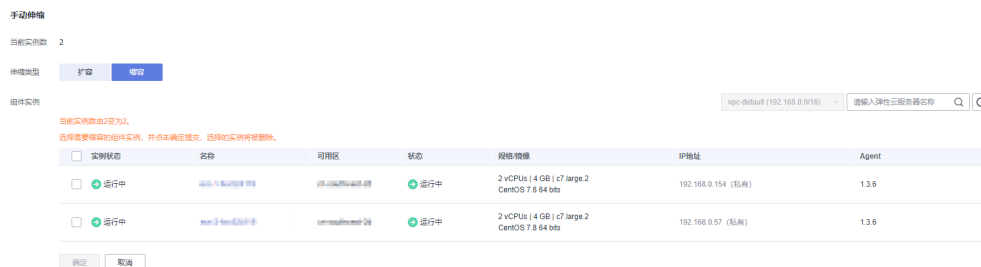 手动伸缩
当前实例数 2
伸缩类型 扩容 缩容
组件实例 vpc-default (192.168.0.0/16) 请输入弹性云服务器名称
当前实例数由2变为2。
选择需要缩容的组件实例，并点击确定提交，选择的实例将被删除。
实例状态 名称 可用区 状态 规格/镜像 IP地址 Agent
运行中 运行中 2 vCPUs | 4 GB | c7.large.2 192.168.0.154 (私有) 1.3.6
CentOS 7.6 64 bits
运行中 运行中 2 vCPUs | 4 GB | c7.large.2 192.168.0.57 (私有) 1.3.6
CentOS 7.8 64 bits
确定 取消